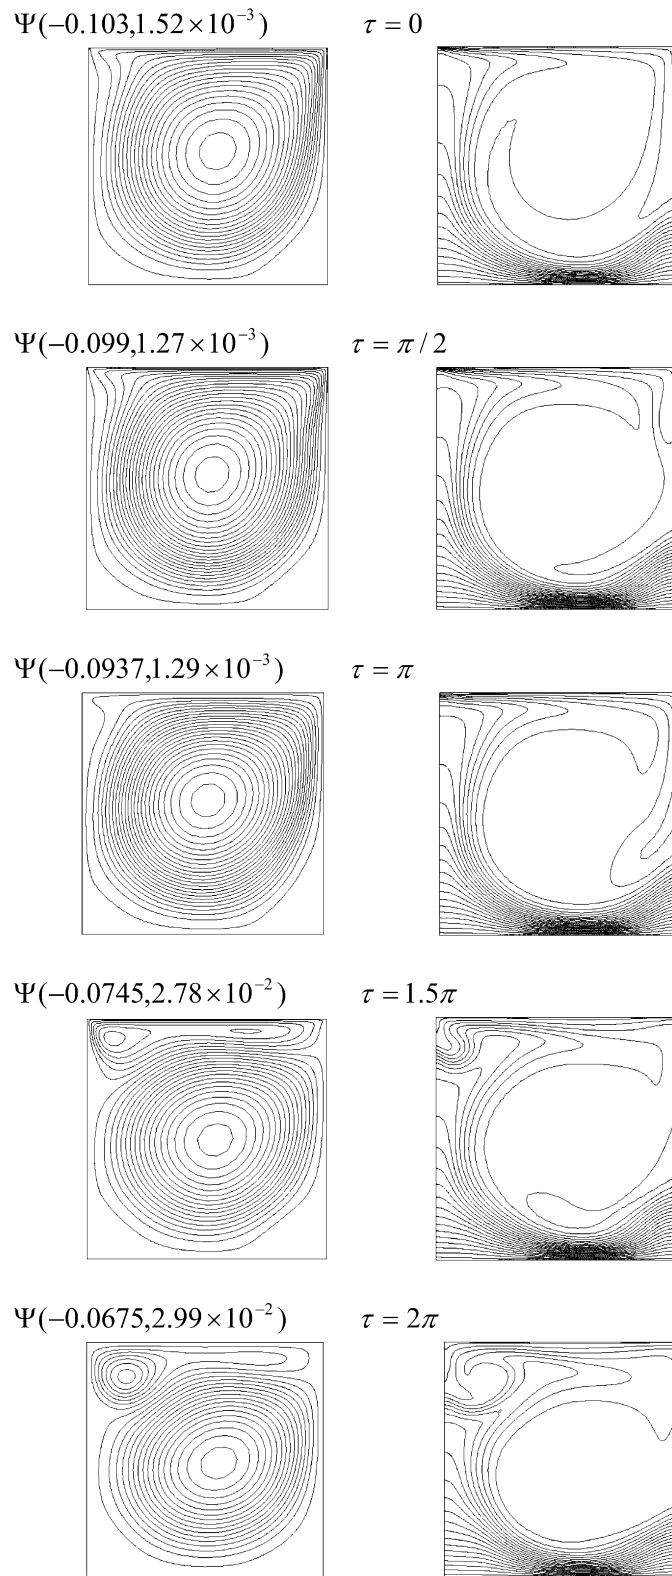 Ψ(−0.103,1.52×10⁻³) τ = 0
Ψ(−0.099,1.27×10⁻³) τ = π / 2
Ψ(−0.0937,1.29×10⁻³) τ = π
Ψ(−0.0745,2.78×10⁻²) τ = 1.5π
Ψ(−0.0675,2.99×10⁻²) τ = 2π